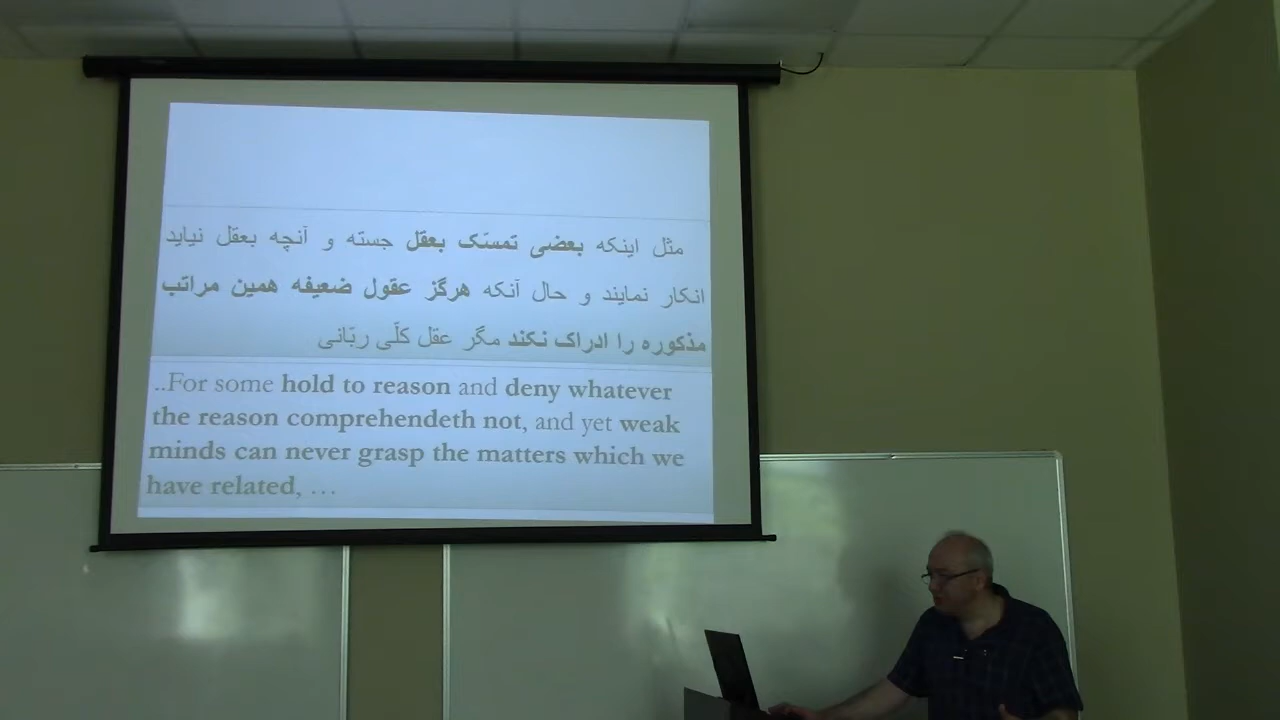 مثل اینکه بعضی تمسّک بعقل جسته و آنچه بعقل نیاید
انکار نمایند و حال آنکه هرگز عقول ضعیفه همین مراتب
مذکوره را ادراک نکند مگر عقل کلّی ربّانی
..For some hold to reason and deny whatever
the reason comprehendeth not, and yet weak
minds can never grasp the matters which we
have related, …